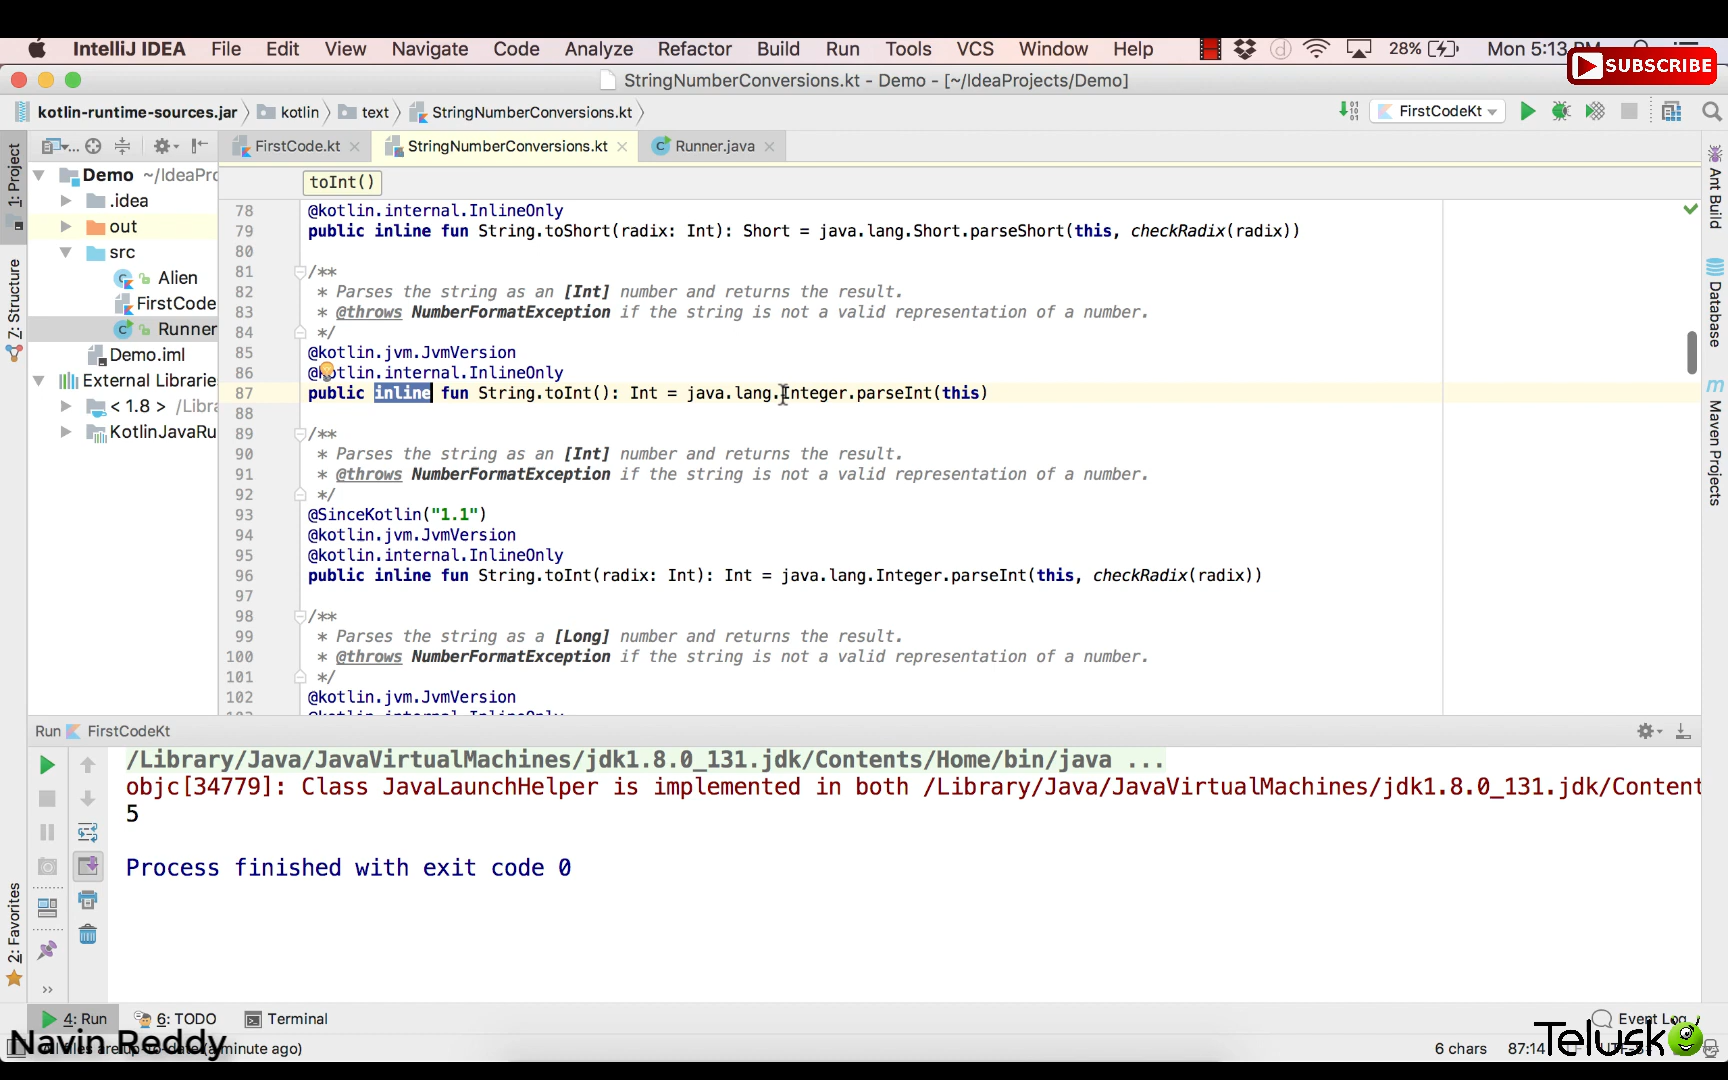 IntelliJ IDEA File Edit View Navigate Code Analyze Refactor Build Run Tools VCS Window Help 28% Mon 5:13 PM
SUBSCRIBE
StringNumberConversions.kt - Demo - [~/IdeaProjects/Demo]
kotlin-runtime-sources.jar kotlin text StringNumberConversions.kt FirstCodeKt
FirstCode.kt StringNumberConversions.kt Runner.java
1: Project
Z: Structure
2: Favorites
Demo ~/IdeaPro
.idea
out
src
Alien
FirstCode
Runner
Demo.iml
External Librarie
< 1.8 > /Libra
KotlinJavaRu
toInt()
78 @kotlin.internal.InlineOnly
79 public inline fun String.toShort(radix: Int): Short = java.lang.Short.parseShort(this, checkRadix(radix))
80
81 /**
82 * Parses the string as an [Int] number and returns the result.
83 * @throws NumberFormatException if the string is not a valid representation of a number.
84 */
85 @kotlin.jvm.JvmVersion
86 @kotlin.internal.InlineOnly
87 public inline fun String.toInt(): Int = java.lang.Integer.parseInt(this)
88
89 /**
90 * Parses the string as an [Int] number and returns the result.
91 * @throws NumberFormatException if the string is not a valid representation of a number.
92 */
93 @SinceKotlin("1.1")
94 @kotlin.jvm.JvmVersion
95 @kotlin.internal.InlineOnly
96 public inline fun String.toInt(radix: Int): Int = java.lang.Integer.parseInt(this, checkRadix(radix))
97
98 /**
99 * Parses the string as a [Long] number and returns the result.
100 * @throws NumberFormatException if the string is not a valid representation of a number.
101 */
102 @kotlin.jvm.JvmVersion
Ant Build
Database
Maven Projects
Run FirstCodeKt
/Library/Java/JavaVirtualMachines/jdk1.8.0_131.jdk/Contents/Home/bin/java ...
objc[34779]: Class JavaLaunchHelper is implemented in both /Library/Java/JavaVirtualMachines/jdk1.8.0_131.jdk/Content
5
Process finished with exit code 0
4: Run 6: TODO Terminal Event Log
Navin Reddy
All files are up-to-date (a minute ago) 6 chars 87:14
Telusko